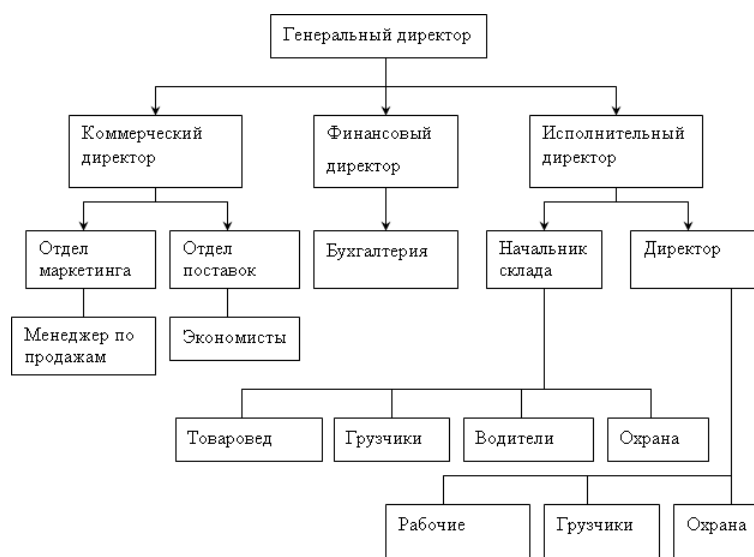 Генеральный директор
Коммерческий
директор
Финансовый
директор
Исполнительный
директор
Отдел
маркетинга
Отдел
поставок
Бухгалтерия
Начальник
склада
Директор
Менеджер по
продажам
Экономисты
Товаровед
Грузчики
Водители
Охрана
Рабочие
Грузчики
Охрана